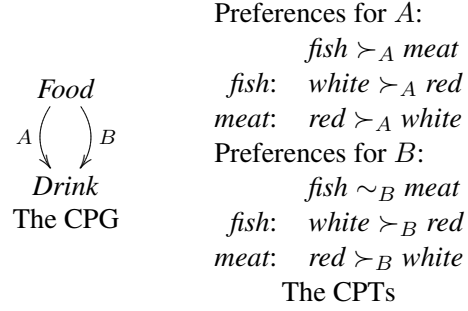 Food
A B
Drink
The CPG
Preferences for A:
fish ≻A meat
fish: white ≻A red
meat: red ≻A white
Preferences for B:
fish ∼B meat
fish: white ≻B red
meat: red ≻B white
The CPTs